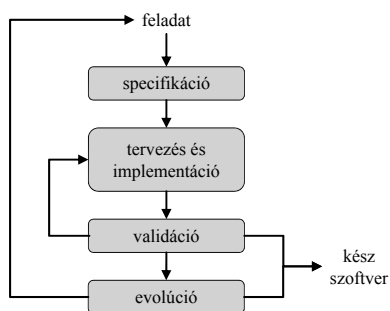 feladat
specifikáció
tervezés és
implementáció
validáció
kész
szoftver
evolúció